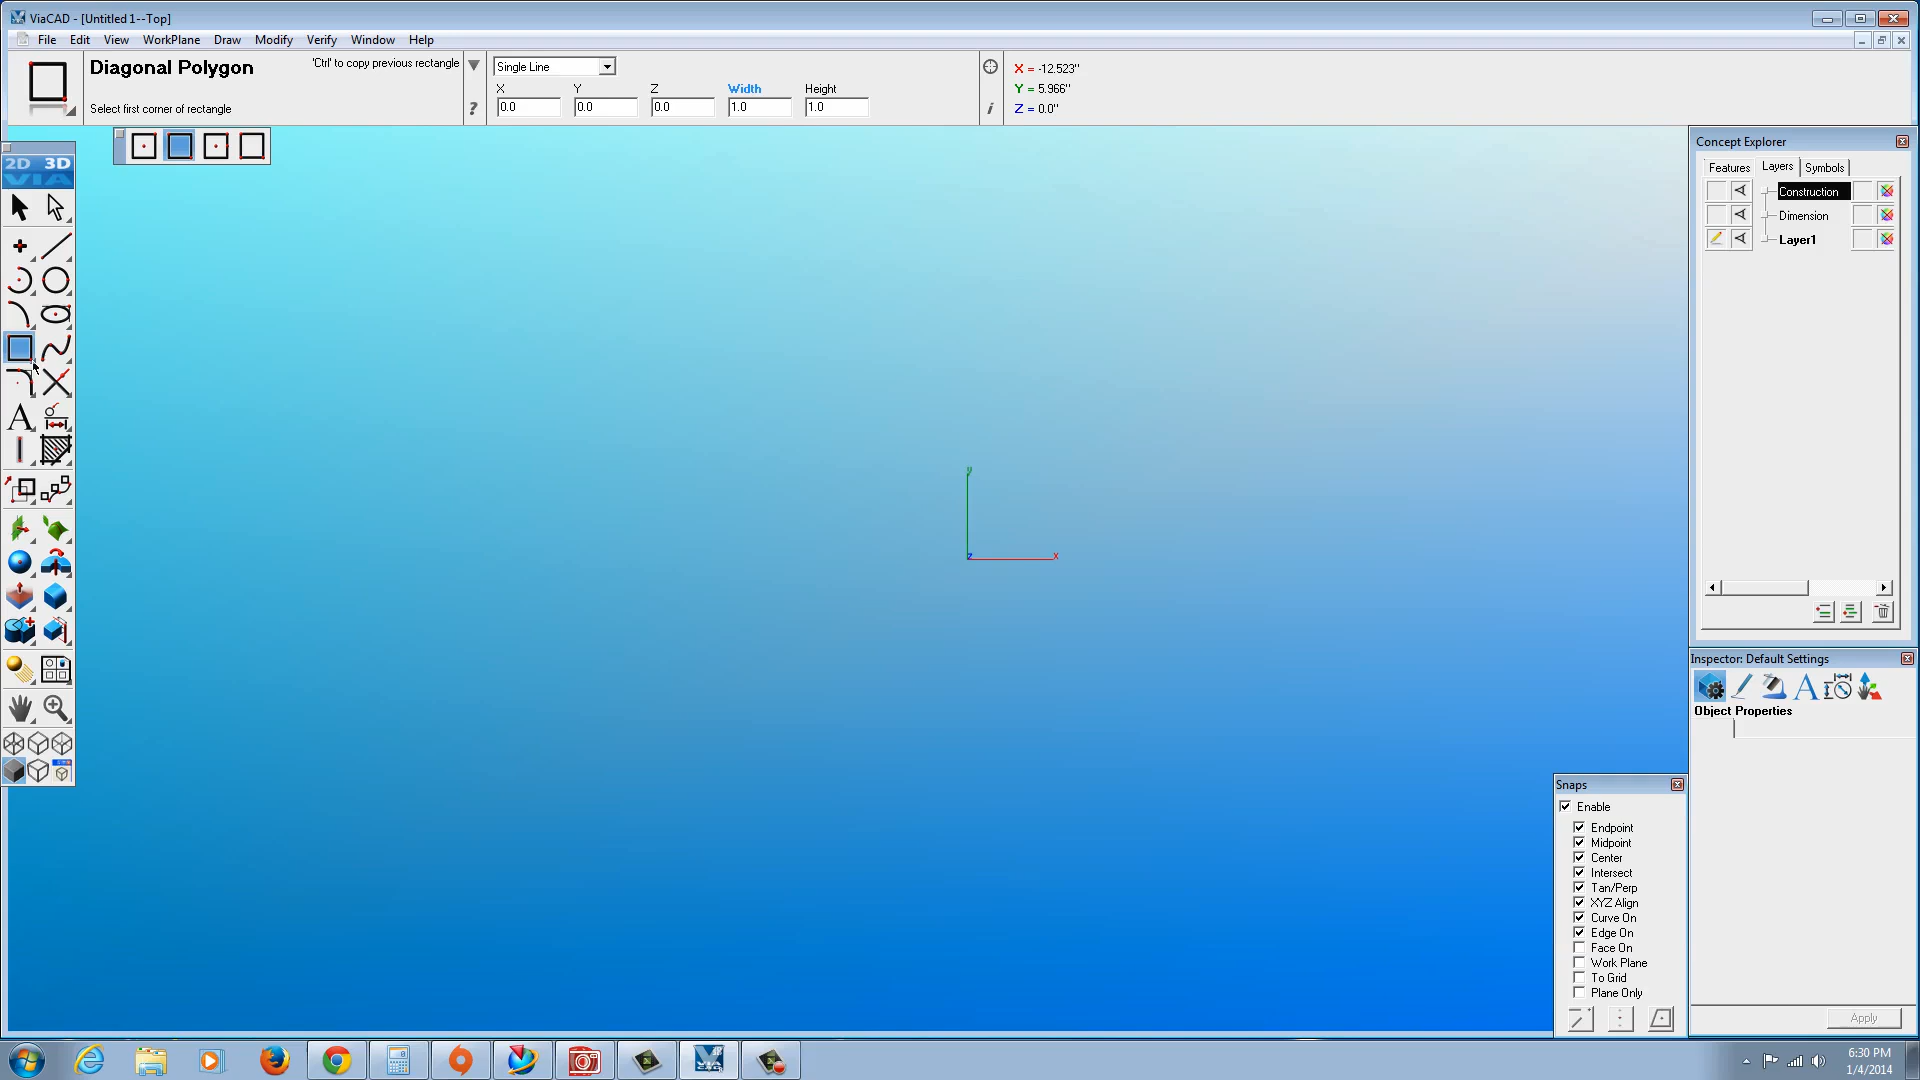 ViaCAD - [Untitled 1--Top]
File Edit View WorkPlane Draw Modify Verify Window Help
Diagonal Polygon
'Ctrl' to copy previous rectangle
Select first corner of rectangle
?
Single Line
X Y Z Width Height
0.0 0.0 0.0 1.0 1.0
i
X = -12.523"
Y = 5.966"
Z = 0.0"
2D 3D
VIA
A
y
z
x
Concept Explorer
Features Layers Symbols
Construction
Dimension
Layer1
Inspector: Default Settings
A
Object Properties
Apply
Snaps
Enable
Endpoint
Midpoint
Center
Intersect
Tan/Perp
XYZ Align
Curve On
Edge On
Face On
Work Plane
To Grid
Plane Only
6:30 PM
1/4/2014